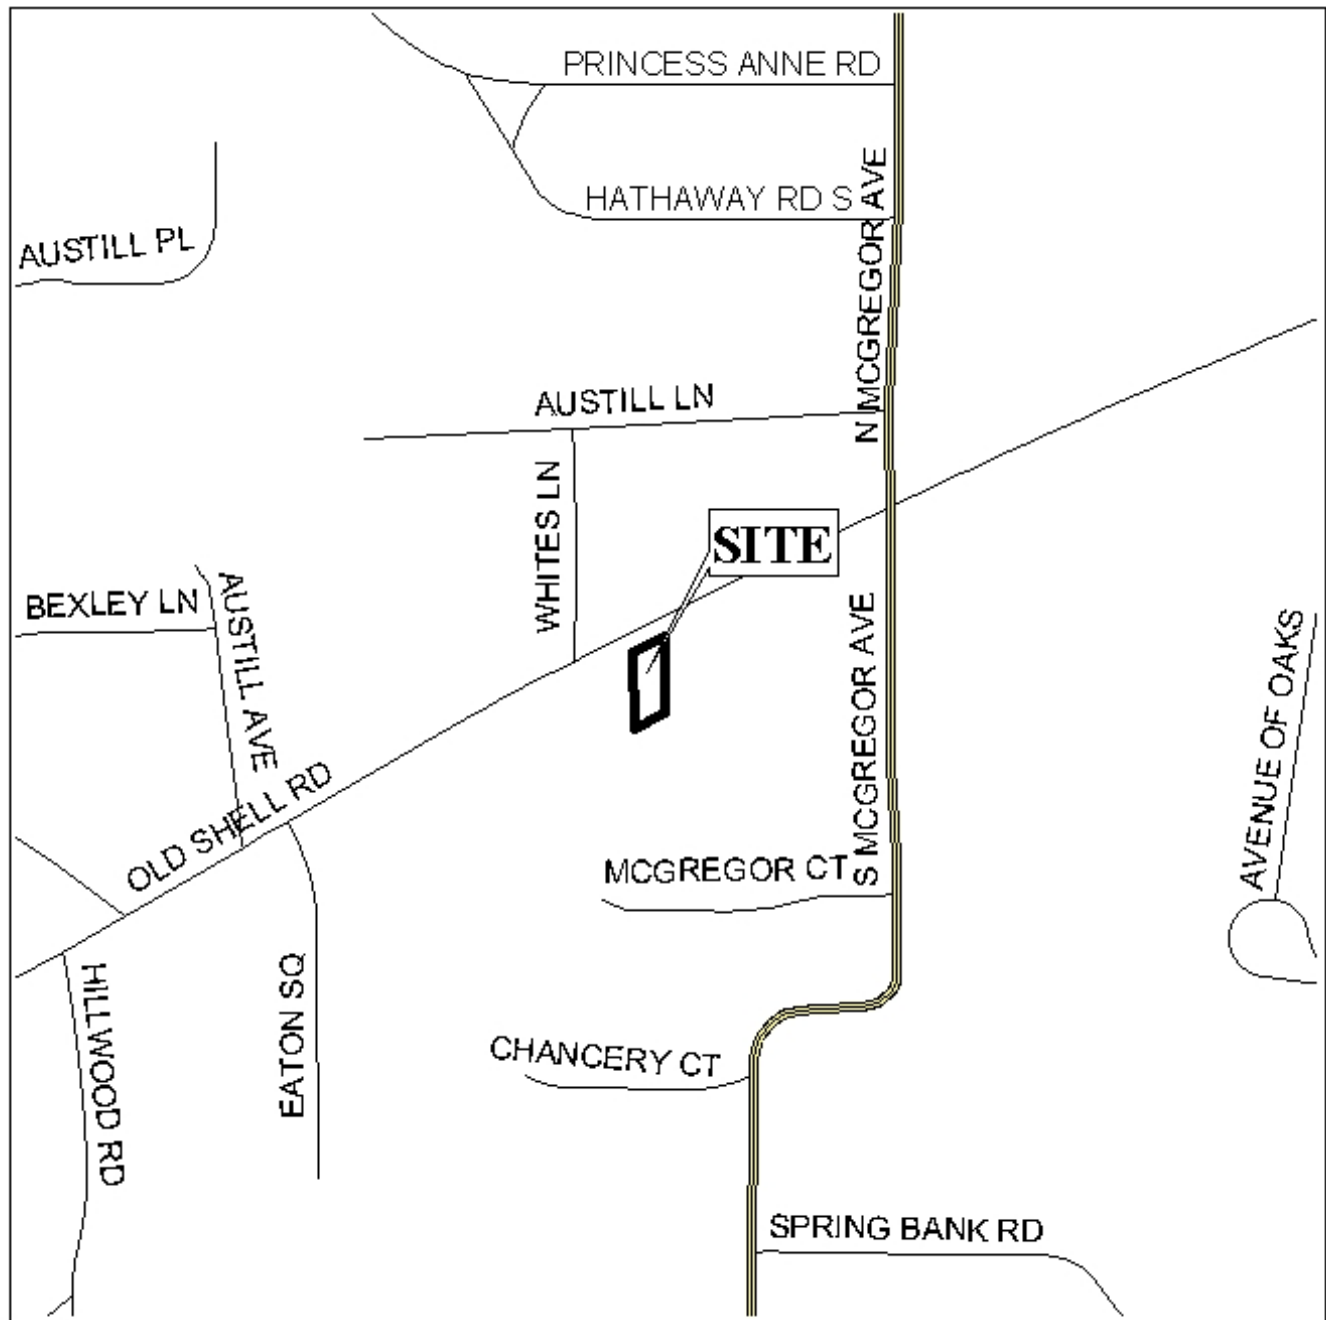 PRINCESS ANNE RD
HATHAWAY RD S
N MCGREGOR AVE
AUSTILL PL
AUSTILL LN
WHITES LN
SITE
BEXLEY LN
AUSTILL AVE
S MCGREGOR AVE
AVENUE OF OAKS
OLD SHELL RD
MCGREGOR CT
HILLWOOD RD
EATON SQ
CHANCERY CT
SPRING BANK RD